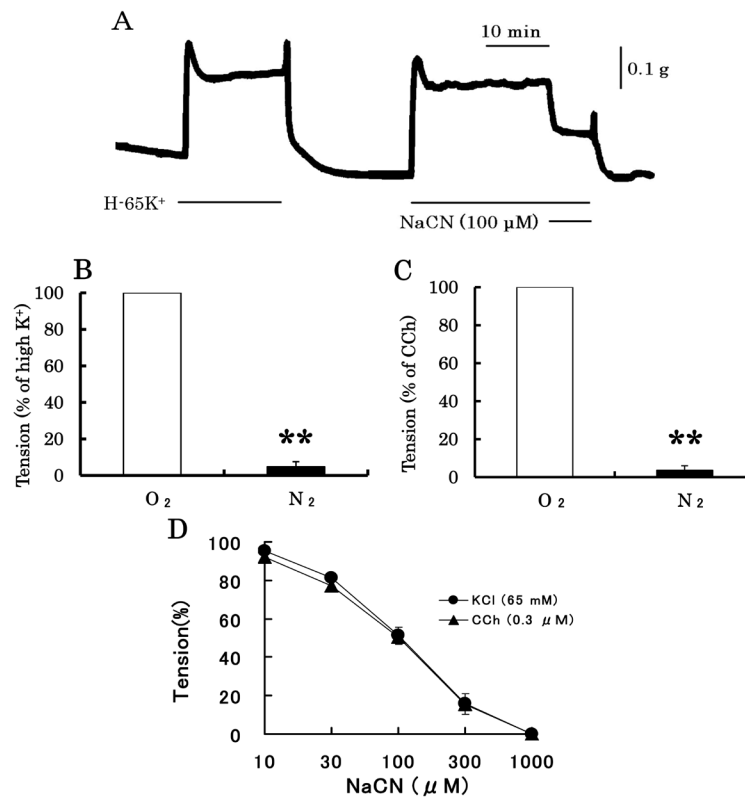 A
10 min
0.1 g
H-65K⁺
NaCN (100 μM)
B
Tension (% of high K⁺)
100
80
60
40
20
0
**
O₂
N₂
C
Tension (% of CCh)
100
80
60
40
20
0
**
O₂
N₂
D
Tension(%)
100
80
60
40
20
0
KCl (65 mM)
CCh (0.3 μM)
10
30
100
300
1000
NaCN (μM)